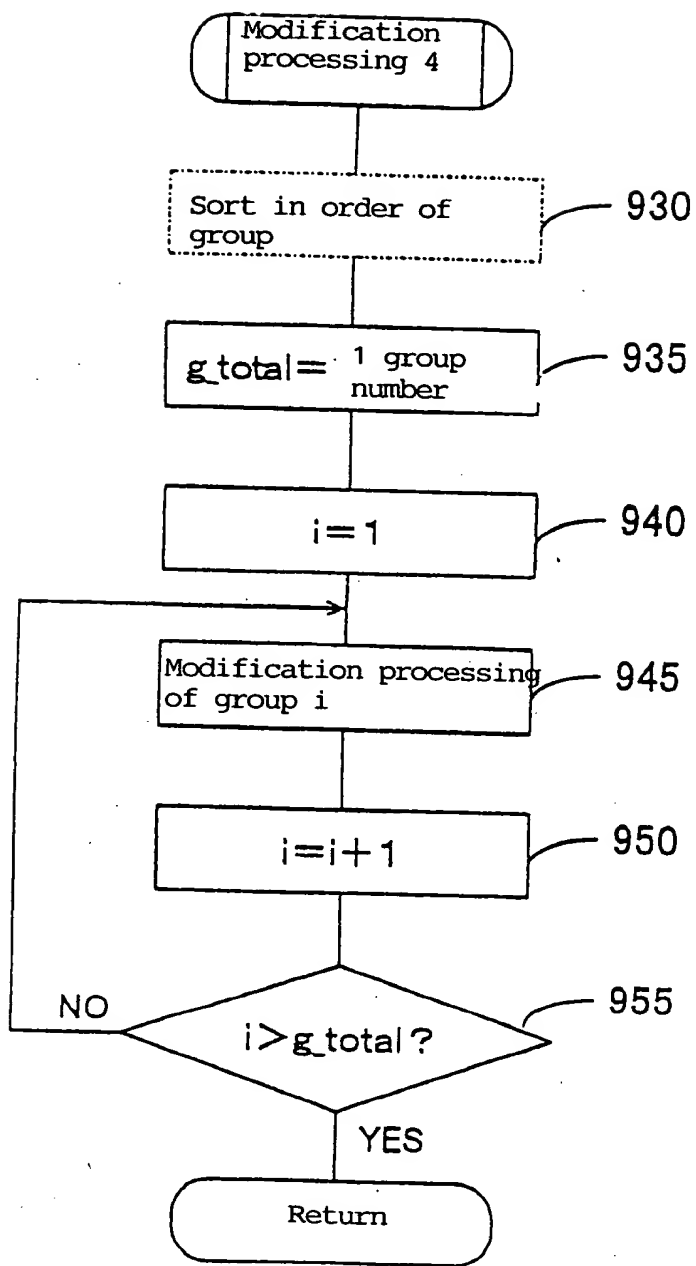 Modification
processing 4
Sort in order of
group
930
g_total= 1 group
number
935
i=1
940
Modification processing
of group i
945
i=i+1
950
NO
i>g_total?
955
YES
Return